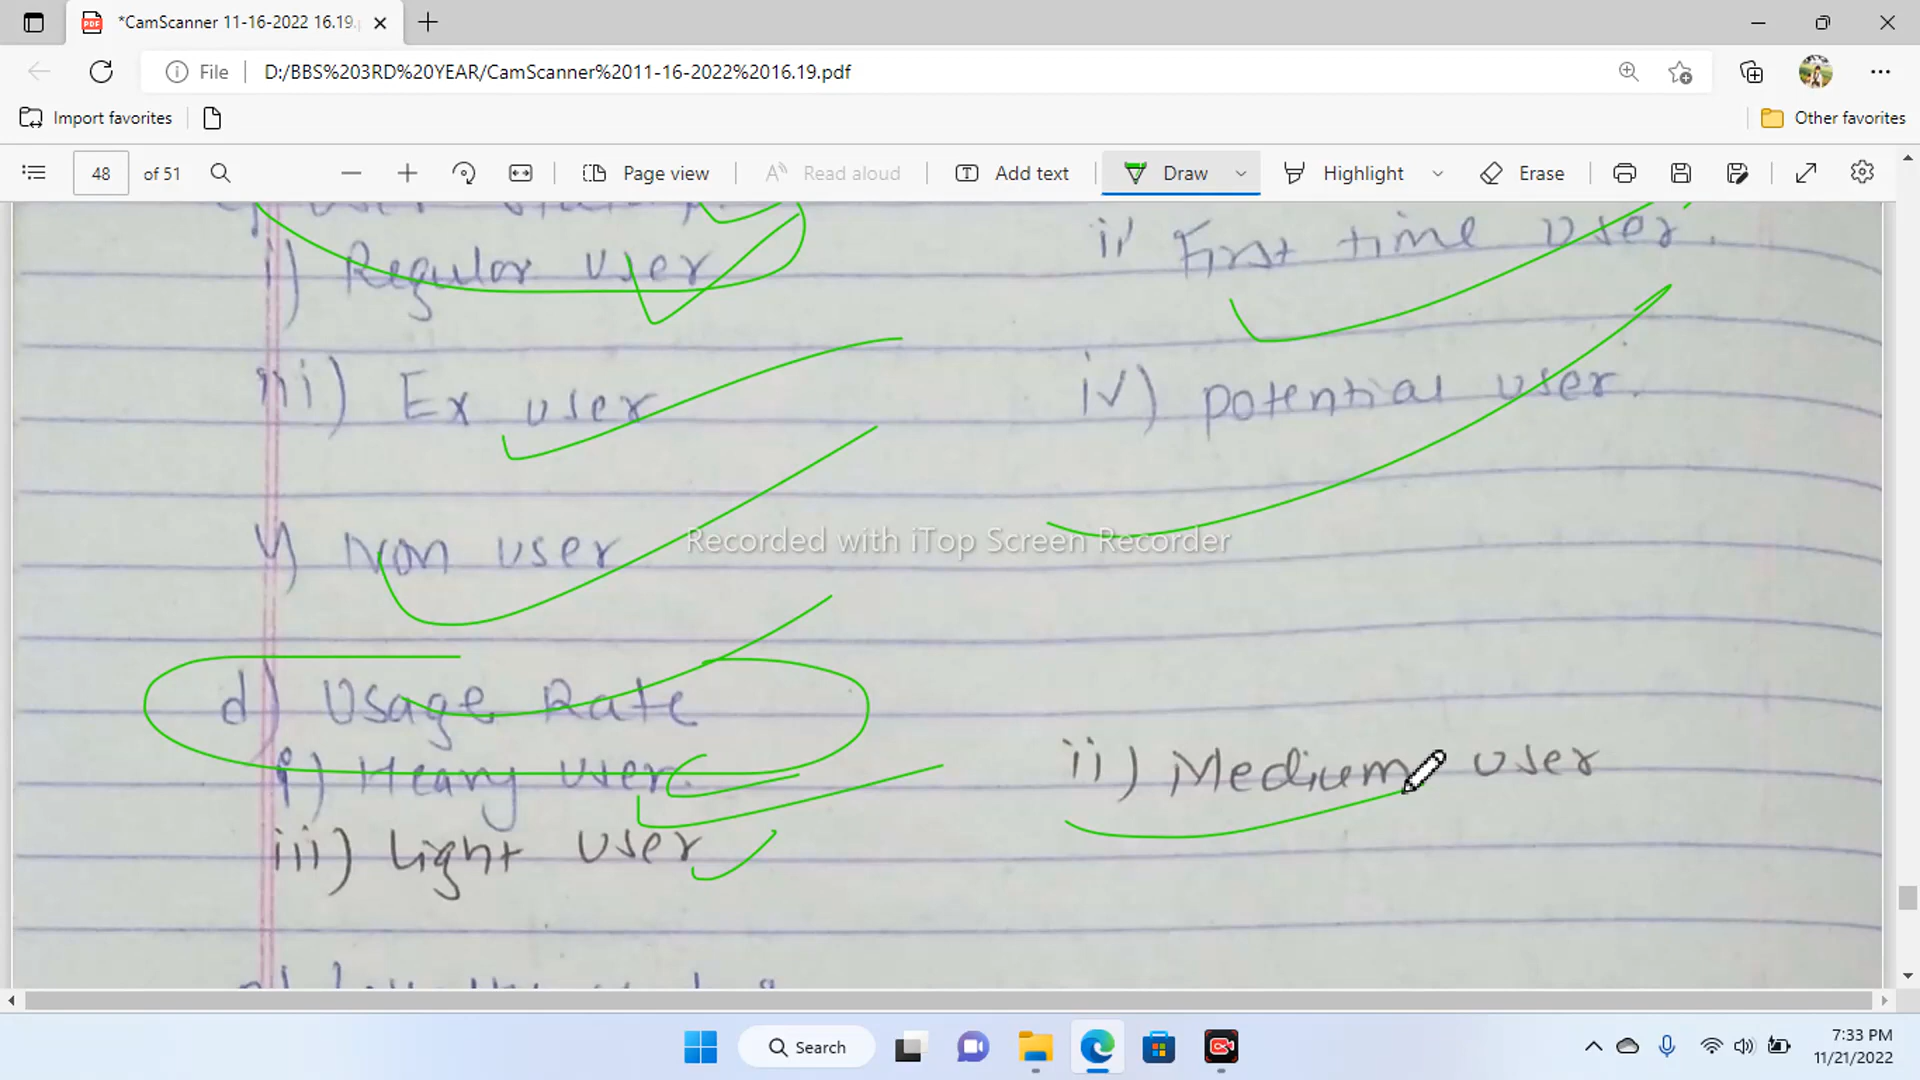 *CamScanner 11-16-2022 16.19.
File
D:/BBS%203RD%20YEAR/CamScanner%2011-16-2022%2016.19.pdf
Import favorites
Other favorites
48 of 51
Page view
Read aloud
Add text
Draw
Highlight
Erase
i) Regular user
ii) First time user.
iii) Ex user
iv) potential user.
v) Non user
Recorded with iTop Screen Recorder
d) Usage Rate
i) Heavy user.
ii) Medium user
iii) Light user
Search
7:33 PM
11/21/2022